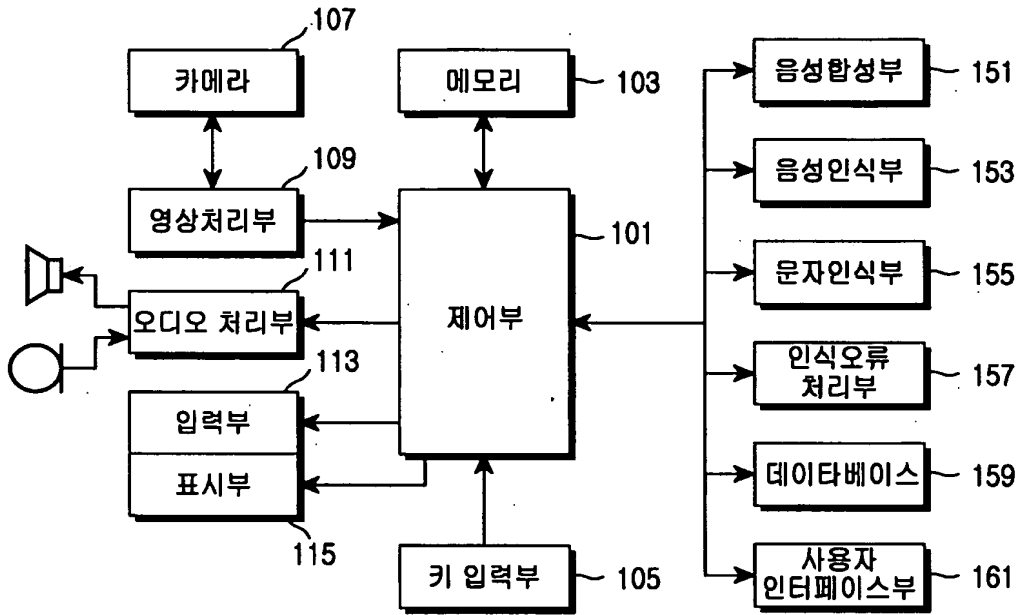 107
카메라
메모리
103
음성합성부
151
109
영상처리부
음성인식부
153
101
111
오디오 처리부
제어부
문자인식부
155
113
입력부
인식오류
처리부
157
표시부
115
데이타베이스
159
키 입력부
105
사용자
인터페이스부
161